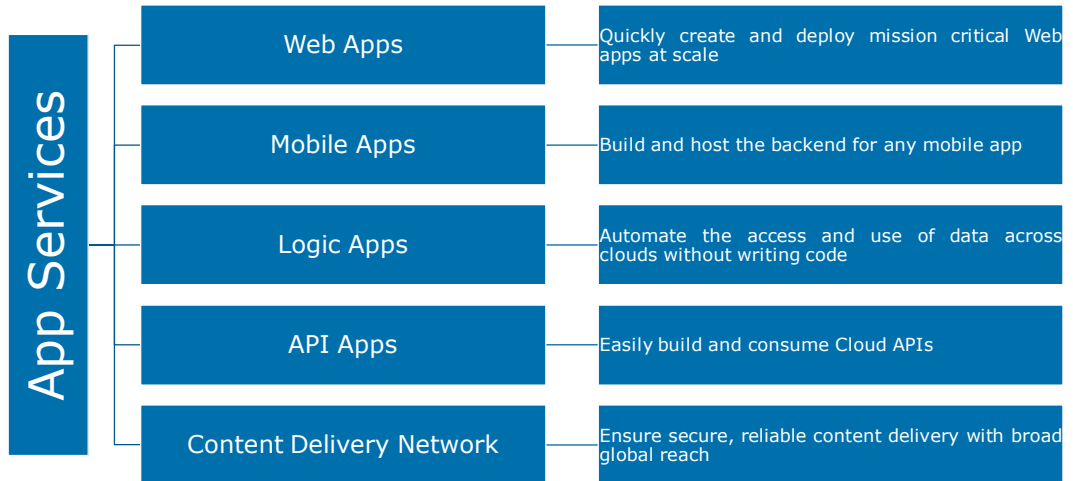 App Services
Web Apps
Quickly create and deploy mission critical Web
apps at scale
Mobile Apps
Build and host the backend for any mobile app
Logic Apps
Automate the access and use of data across
clouds without writing code
API Apps
Easily build and consume Cloud APIs
Content Delivery Network
Ensure secure, reliable content delivery with broad
global reach